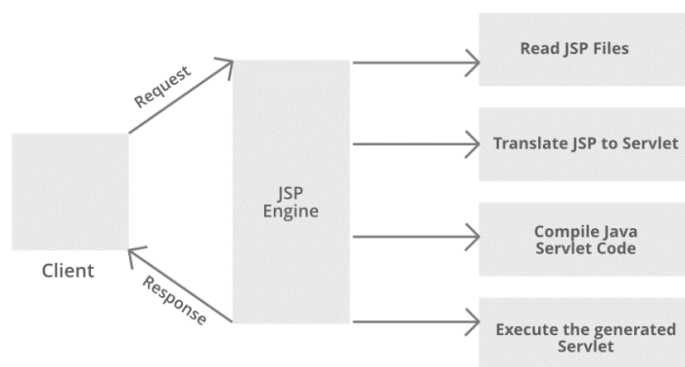 Read JSP Files
Request
Translate JSP to Servlet
JSP
Engine
Compile Java
Servlet Code
Client
Response
Execute the generated
Servlet